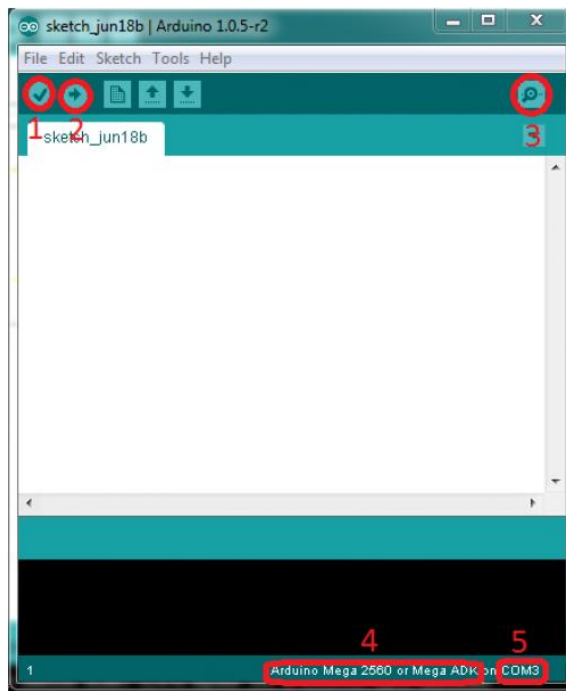 sketch_jun18b | Arduino 1.0.5-r2
File Edit Sketch Tools Help
1 2 3
sketch_jun18b
4 5
1 Arduino Mega 2560 or Mega ADK on COM3